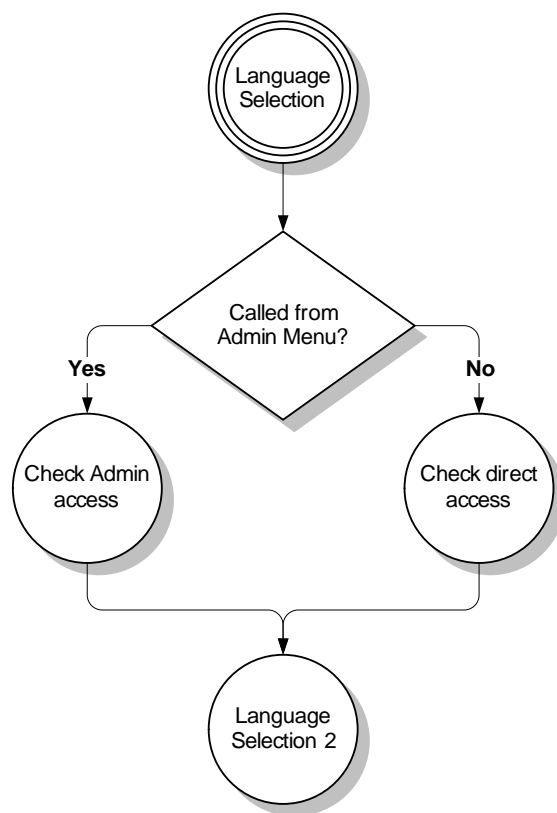 Language
Selection
Called from
Admin Menu?
Yes
No
Check Admin
access
Check direct
access
Language
Selection 2